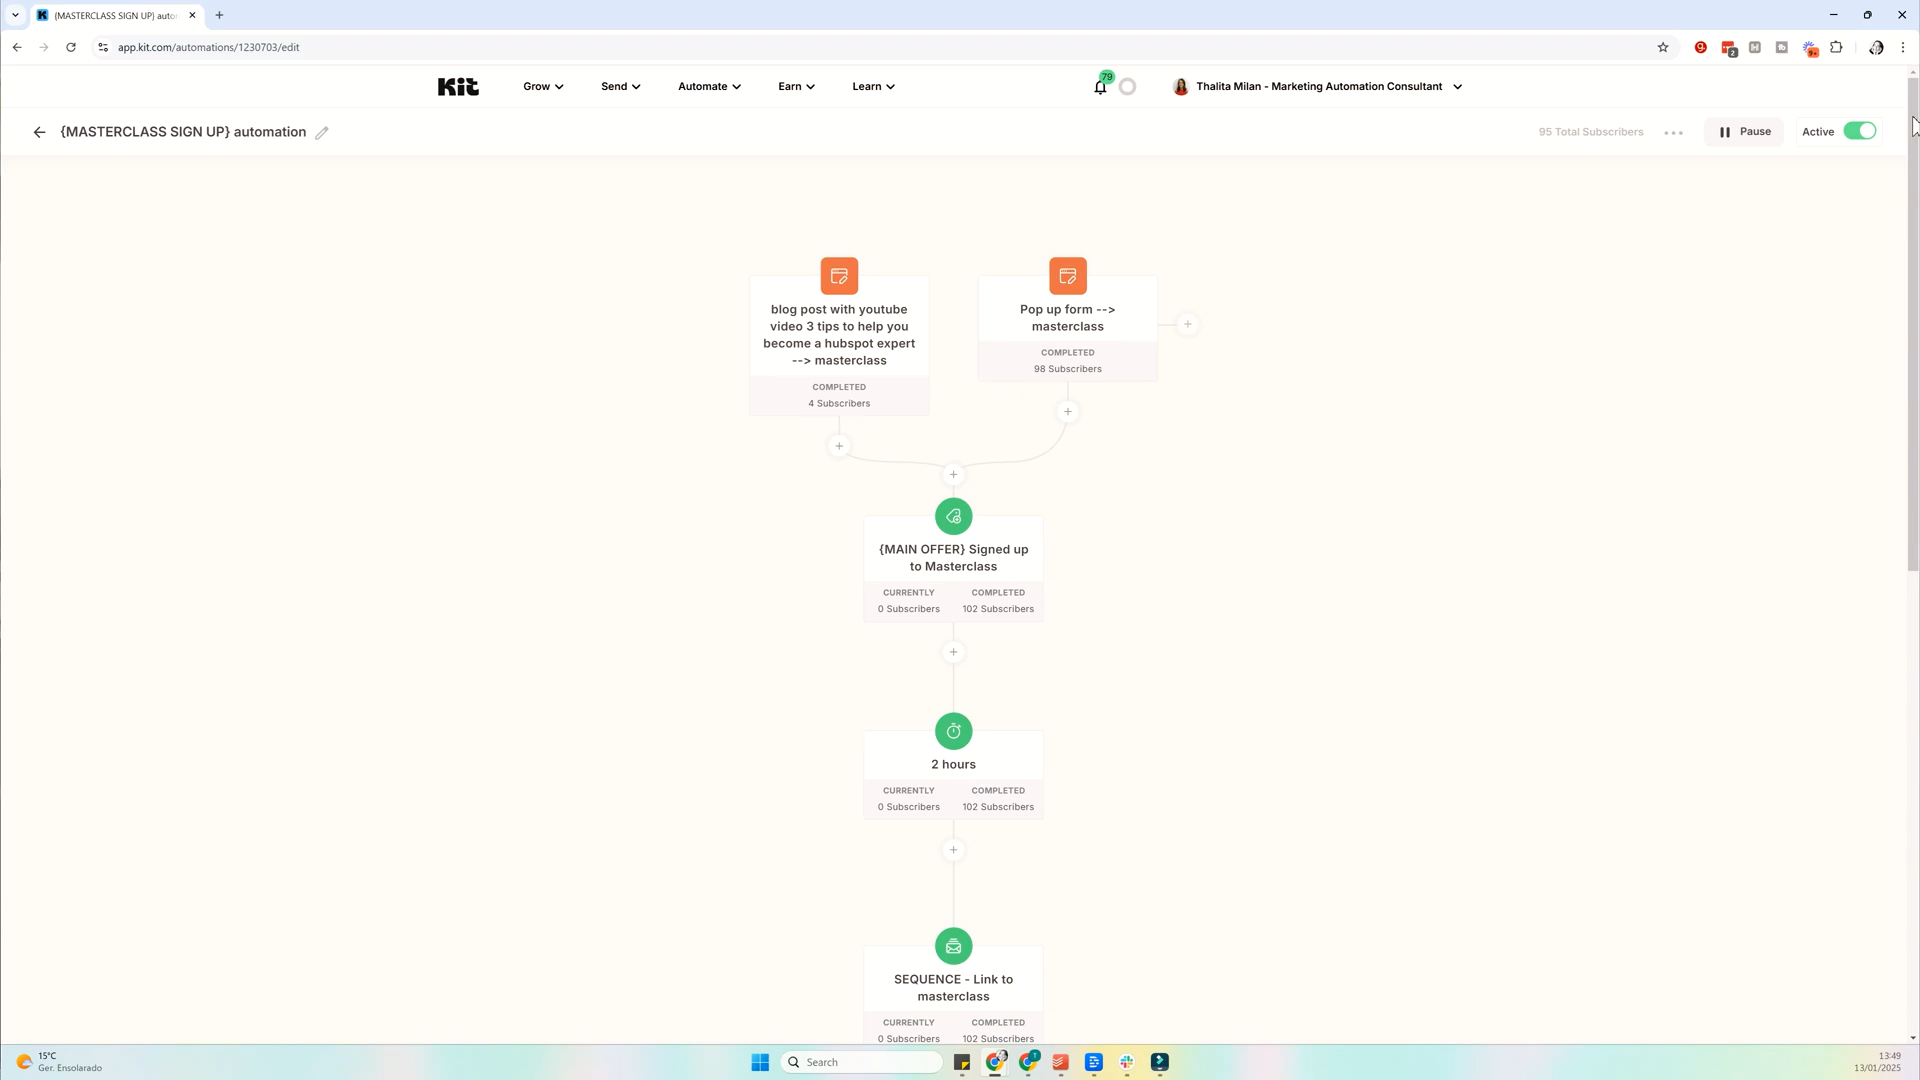 {MASTERCLASS SIGN UP} auto
app.kit.com/automations/1230703/edit
2
9+
Kit
Grow
Send
Automate
Earn
Learn
79
Thalita Milan - Marketing Automation Consultant
{MASTERCLASS SIGN UP} automation
95 Total Subscribers
Pause
Active
blog post with youtube
video 3 tips to help you
become a hubspot expert
--> masterclass
COMPLETED
4 Subscribers
Pop up form -->
masterclass
COMPLETED
98 Subscribers
{MAIN OFFER} Signed up
to Masterclass
CURRENTLY COMPLETED
0 Subscribers 102 Subscribers
2 hours
CURRENTLY COMPLETED
0 Subscribers 102 Subscribers
SEQUENCE - Link to
masterclass
CURRENTLY COMPLETED
0 Subscribers 102 Subscribers
15°C
Ger. Ensolarado
Search
1
13:49
13/01/2025